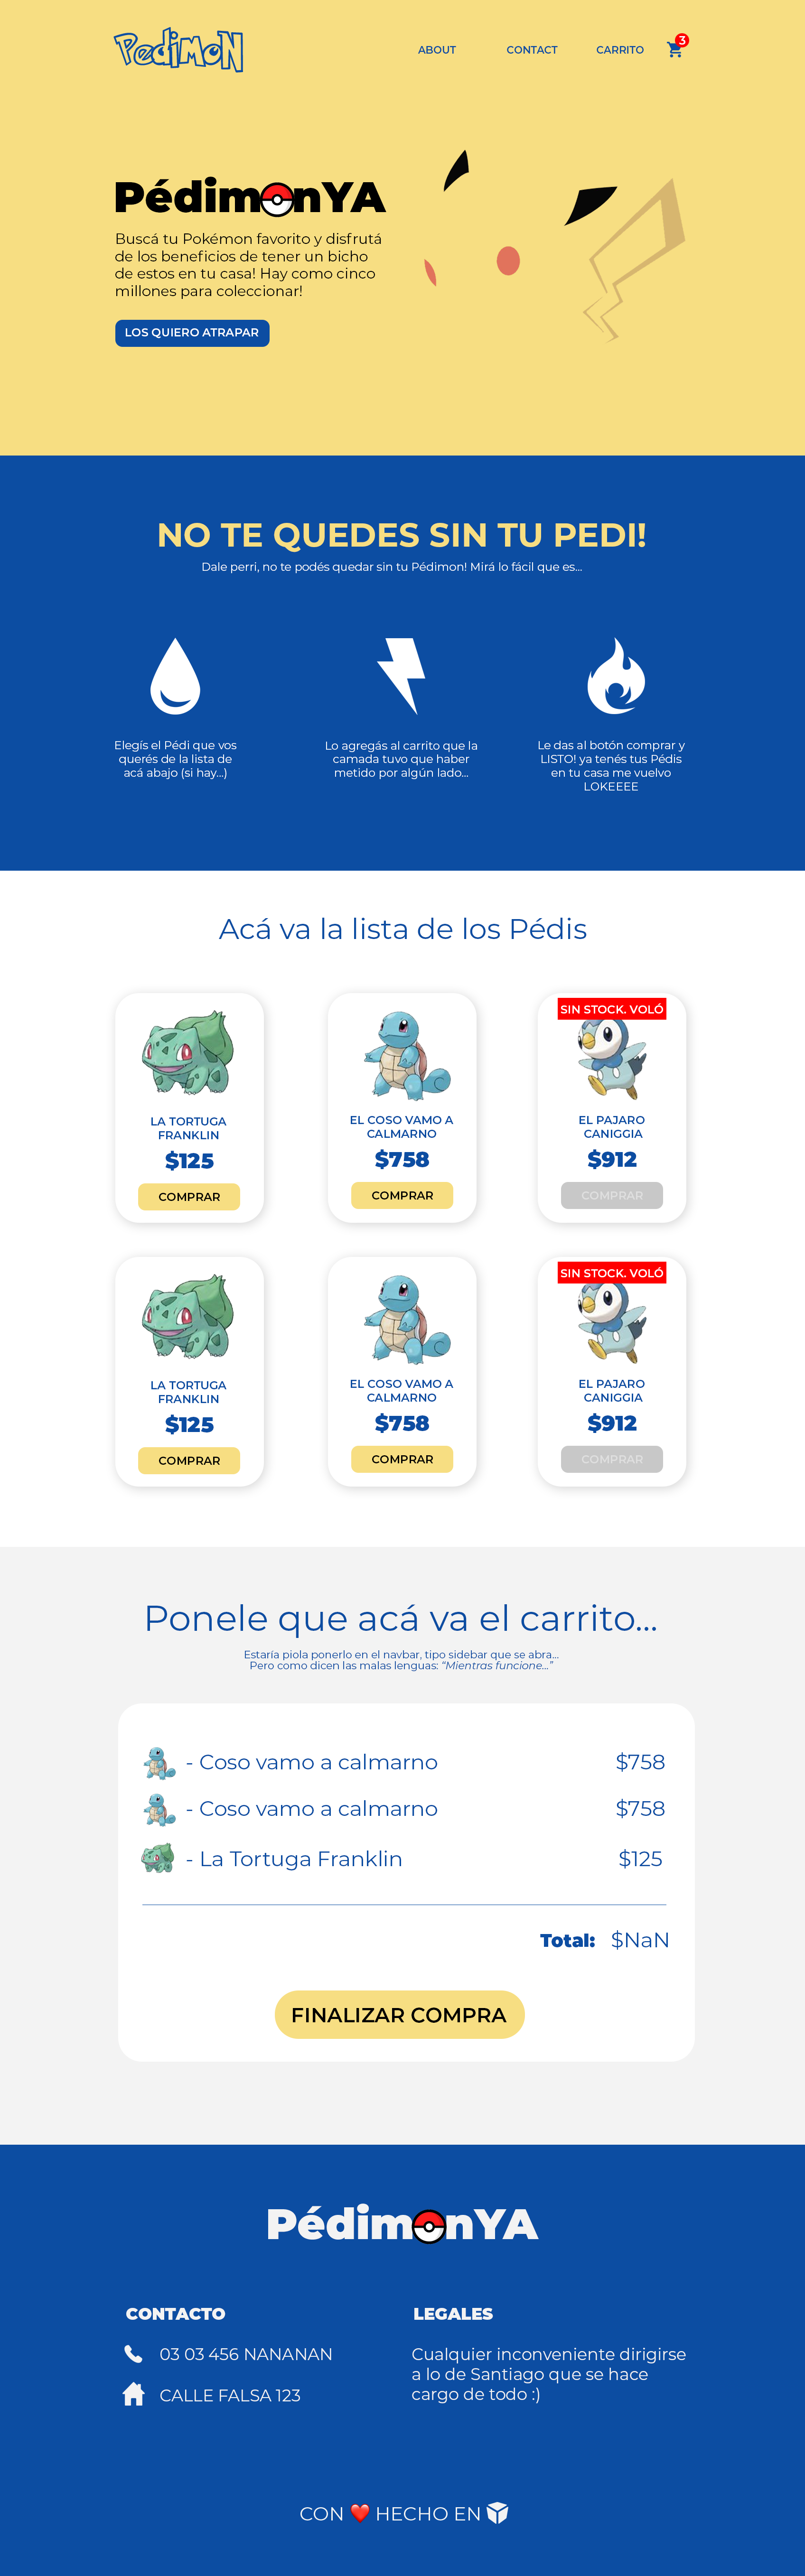 PediMoN
ABOUT CONTACT CARRITO 3
PédimonYA
Buscá tu Pokémon favorito y disfrutá
de los beneficios de tener un bicho
de estos en tu casa! Hay como cinco
millones para coleccionar!
LOS QUIERO ATRAPAR
NO TE QUEDES SIN TU PEDI!
Dale perri, no te podés quedar sin tu Pédimon! Mirá lo fácil que es...
Elegís el Pédi que vos
querés de la lista de
acá abajo (si hay...)
Lo agregás al carrito que la
camada tuvo que haber
metido por algún lado...
Le das al botón comprar y
LISTO! ya tenés tus Pédis
en tu casa me vuelvo
LOKEEEE
Acá va la lista de los Pédis
LA TORTUGA
FRANKLIN
$125
COMPRAR
EL COSO VAMO A
CALMARNO
$758
COMPRAR
SIN STOCK. VOLÓ
EL PAJARO
CANIGGIA
$912
COMPRAR
LA TORTUGA
FRANKLIN
$125
COMPRAR
EL COSO VAMO A
CALMARNO
$758
COMPRAR
SIN STOCK. VOLÓ
EL PAJARO
CANIGGIA
$912
COMPRAR
Ponele que acá va el carrito...
Estaría piola ponerlo en el navbar, tipo sidebar que se abra...
Pero como dicen las malas lenguas: “Mientras funcione...”
- Coso vamo a calmarno $758
- Coso vamo a calmarno $758
- La Tortuga Franklin $125
Total: $NaN
FINALIZAR COMPRA
PédimonYA
CONTACTO
03 03 456 NANANAN
CALLE FALSA 123
LEGALES
Cualquier inconveniente dirigirse
a lo de Santiago que se hace
cargo de todo :)
CON ❤️ HECHO EN